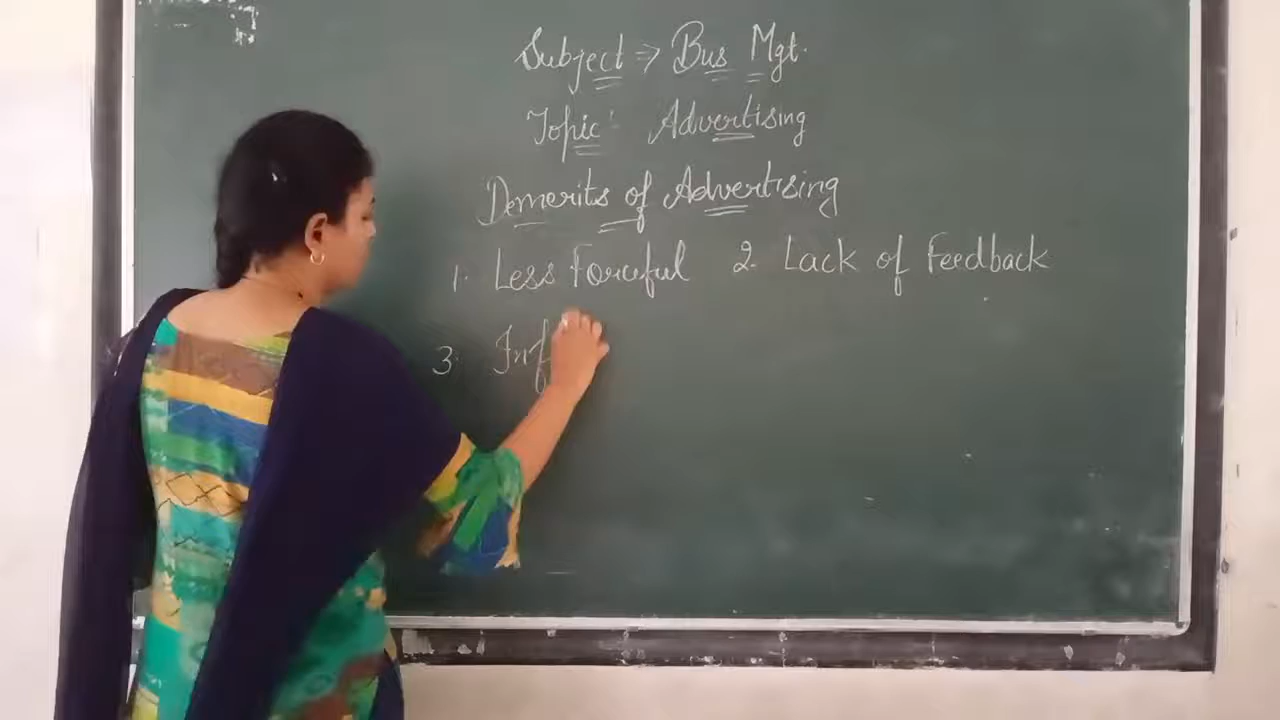 Subject => Bus Mgt.
Topic: Advertising
Demerits of Advertising
1. Less Forceful 2. Lack of Feedback
3. Inf